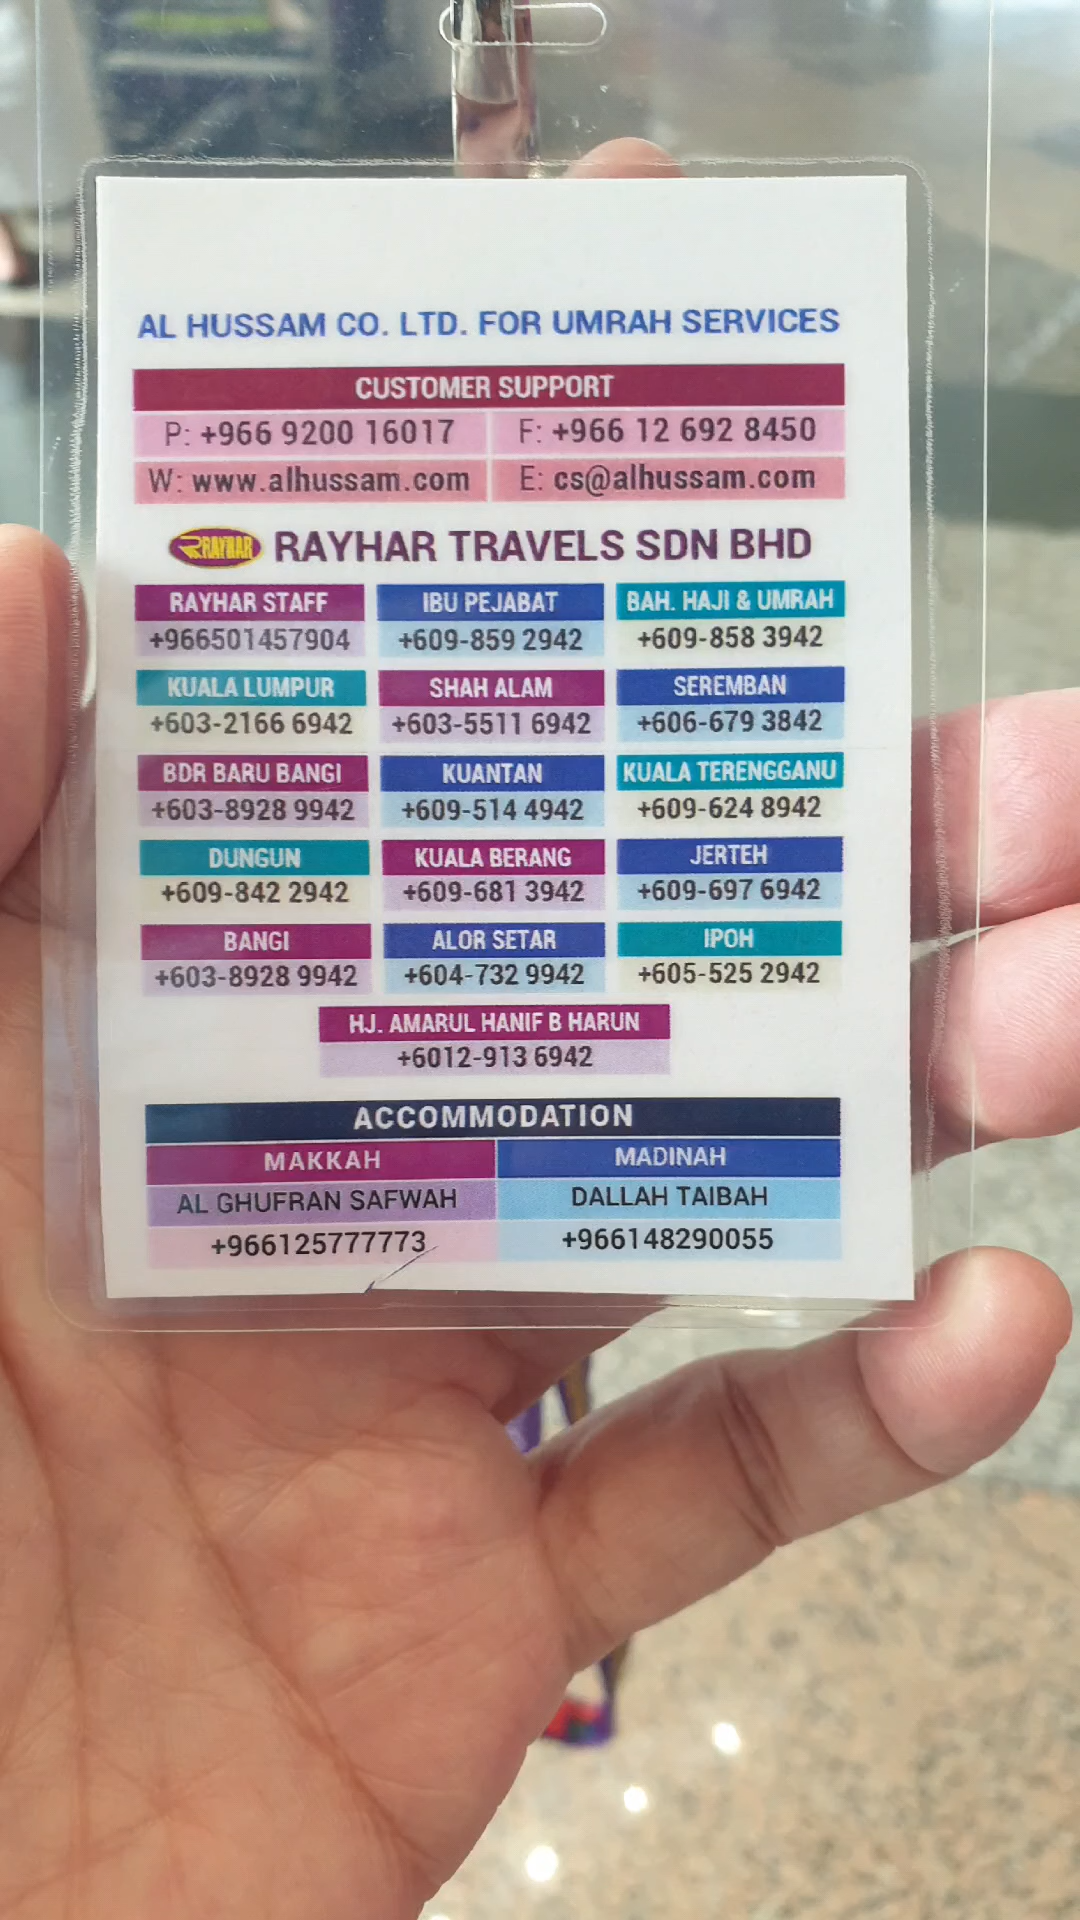 AL HUSSAM CO. LTD. FOR UMRAH SERVICES
CUSTOMER SUPPORT
P: +966 9200 16017 F: +966 12 692 8450
W: www.alhussam.com E: cs@alhussam.com
RAYHAR RAYHAR TRAVELS SDN BHD
RAYHAR STAFF IBU PEJABAT BAH. HAJI & UMRAH
+966501457904 +609-859 2942 +609-858 3942
KUALA LUMPUR SHAH ALAM SEREMBAN
+603-2166 6942 +603-5511 6942 +606-679 3842
BDR BARU BANGI KUANTAN KUALA TERENGGANU
+603-8928 9942 +609-514 4942 +609-624 8942
DUNGUN KUALA BERANG JERTEH
+609-842 2942 +609-681 3942 +609-697 6942
BANGI ALOR SETAR IPOH
+603-8928 9942 +604-732 9942 +605-525 2942
HJ. AMARUL HANIF B HARUN
+6012-913 6942
ACCOMMODATION
MAKKAH MADINAH
AL GHUFRAN SAFWAH DALLAH TAIBAH
+966125777773 +966148290055